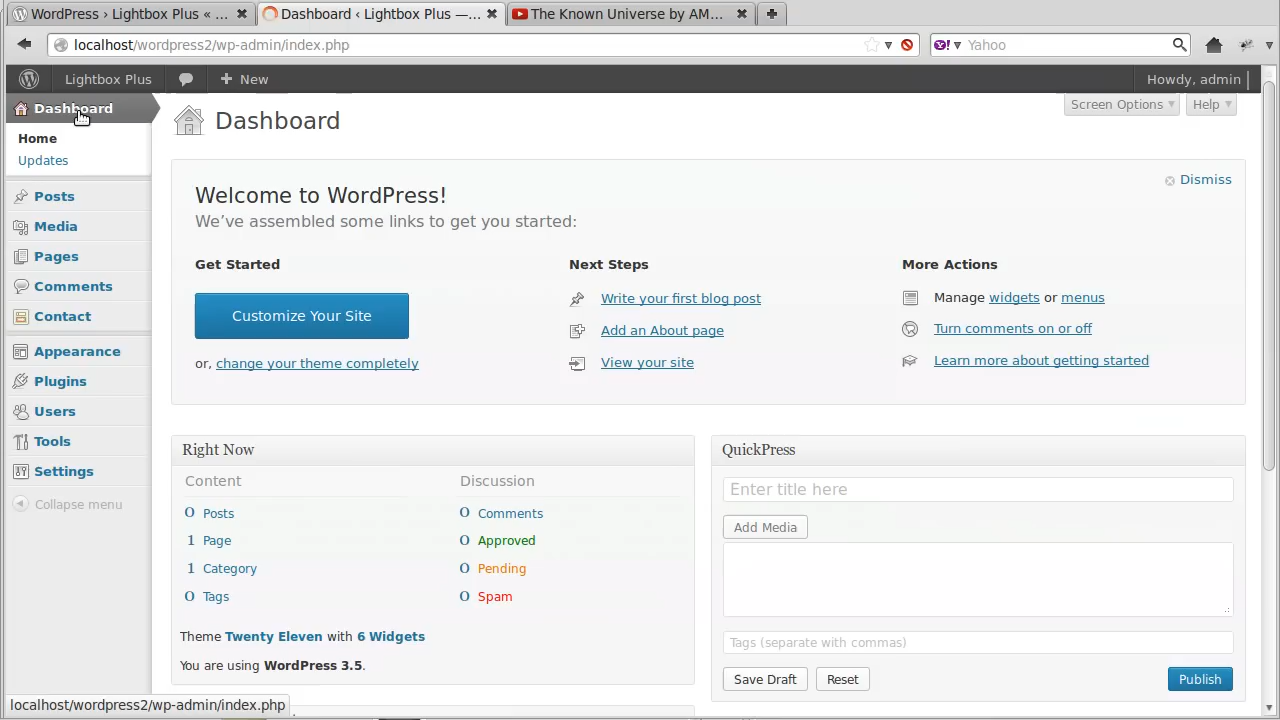 WordPress › Lightbox Plus « ...
Dashboard ‹ Lightbox Plus —...
The Known Universe by AM...
localhost/wordpress2/wp-admin/index.php
Yahoo
Lightbox Plus
New
Howdy, admin
Dashboard
Home
Updates
Posts
Media
Pages
Comments
Contact
Appearance
Plugins
Users
Tools
Settings
Collapse menu
Screen Options
Help
Dashboard
Dismiss
Welcome to WordPress!
We’ve assembled some links to get you started:
Get Started
Customize Your Site
or, change your theme completely
Next Steps
Write your first blog post
Add an About page
View your site
More Actions
Manage widgets or menus
Turn comments on or off
Learn more about getting started
Right Now
Content
0 Posts
1 Page
1 Category
0 Tags
Discussion
0 Comments
0 Approved
0 Pending
0 Spam
Theme Twenty Eleven with 6 Widgets
You are using WordPress 3.5.
QuickPress
Enter title here
Add Media
Tags (separate with commas)
Save Draft
Reset
Publish
localhost/wordpress2/wp-admin/index.php